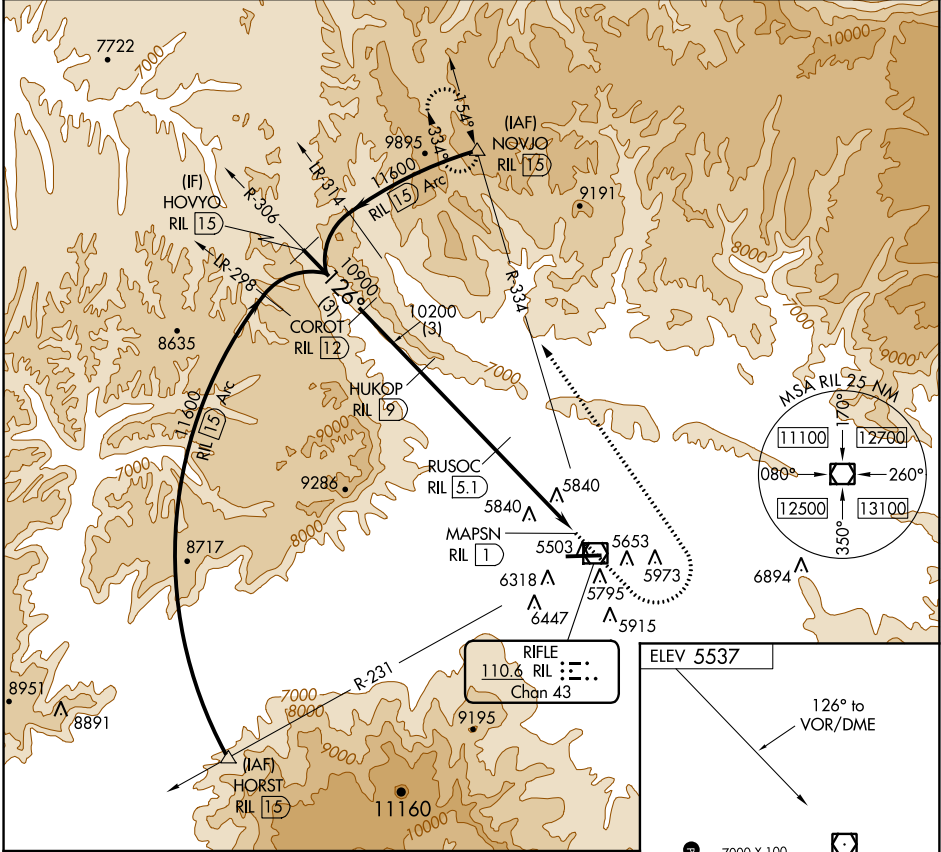 10000
7722
7000
(IAF)
NOVJO
RIL 15
154°
334°
9895
11600
RIL 15 Arc
LR-314
R-306
(IF)
HOVYO
RIL 15
9191
8000
7000
LR-298
10900
126°
(3)
10200
(3)
R-334
COROT
RIL 12
8635
7000
9000
HUKOP
RIL 9
11600
RIL 15 Arc
9000
MSA RIL 25 NM
170°
11100
12700
080°
260°
12500
13100
350°
7000
9286
8000
RUSOC
RIL 5.1
5840
5840
MAPSN
RIL 1
5503
5653
5973
8717
6318
5795
6447
5915
6894
RIFLE
110.6 RIL
Chan 43
R-231
ELEV 5537
126° to
VOR/DME
8951
8891
7000
8000
9000
9195
(IAF)
HORST
RIL 15
11160
10000
P
7000 X 100